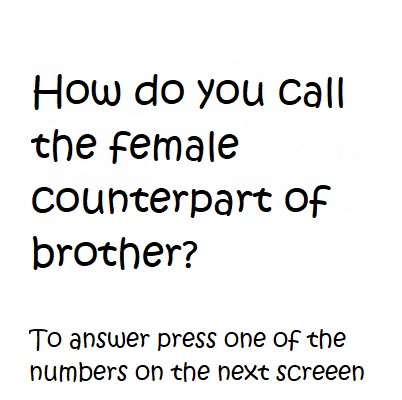 How do you call
the female
counterpart of
brother?
To answer press one of the
numbers on the next screeen